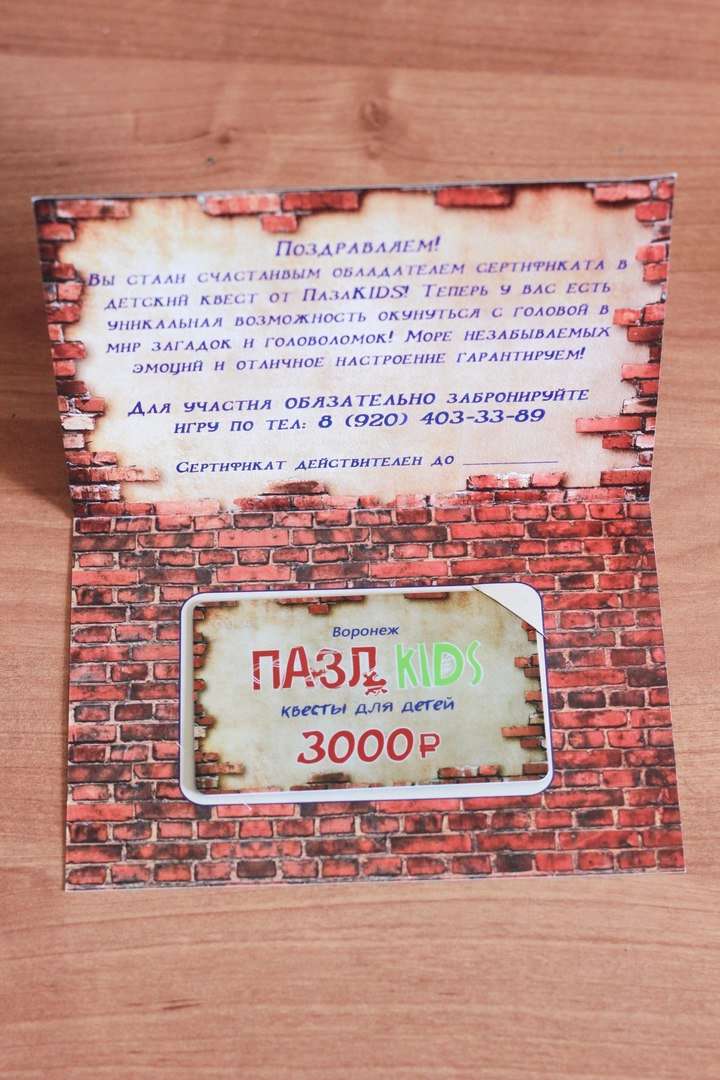 Поздравляем!
Вы стали счастливым обладателем сертификата в
детский квест от ПазлKIDS! Теперь у вас есть
уникальная возможность окунуться с головой в
мир загадок и головоломок! Море незабываемых
эмоций и отличное настроение гарантируем!
Для участия ОБЯЗАТЕЛЬНО забронируйте
игру по тел: 8 (920) 403-33-89
Сертификат действителен до __________
Воронеж
ПАЗЛ KIDS
квесты для детей
3000₽